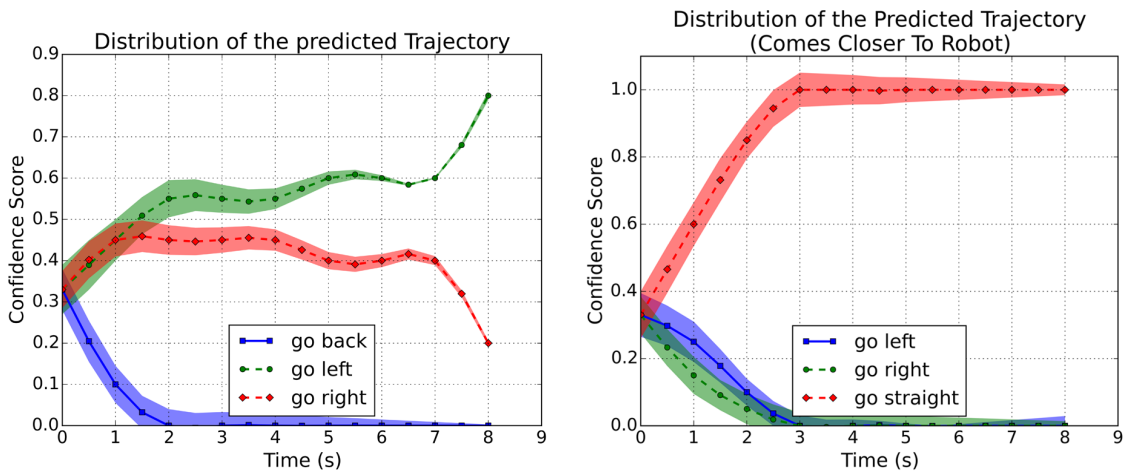 Distribution of the predicted Trajectory
0.9
0.8
0.7
0.6
0.5
0.4
0.3
0.2
0.1
0.0
Confidence Score
go back
go left
go right
0 1 2 3 4 5 6 7 8 9
Time (s)
Distribution of the Predicted Trajectory
(Comes Closer To Robot)
1.0
0.8
0.6
0.4
0.2
0.0
Confidence Score
go left
go right
go straight
0 1 2 3 4 5 6 7 8 9
Time (s)